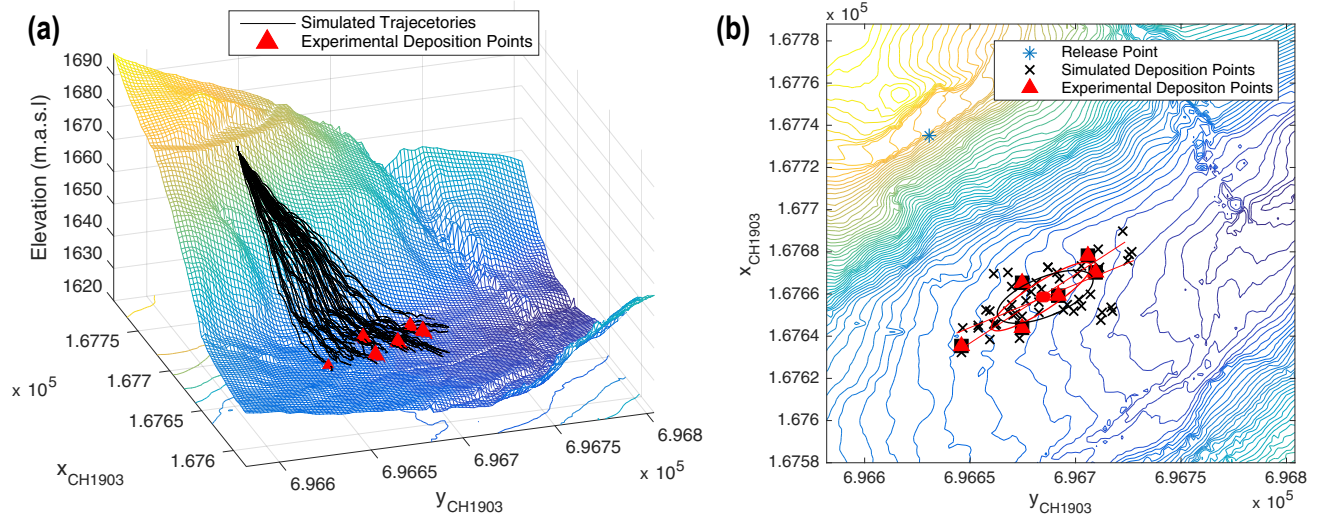 (a)
Simulated Trajecetories
Experimental Deposition Points
Elevation (m.a.s.l)
1690
1680
1670
1660
1650
1640
1630
1620
1.6775
1.677
1.6765
1.676
x 10^5
x_CH1903
6.966
6.9665
6.967
6.9675
6.968
x 10^5
y_CH1903
(b)
x 10^5
Release Point
Simulated Deposition Points
Experimental Depositon Points
1.6778
1.6776
1.6774
1.6772
1.677
1.6768
1.6766
1.6764
1.6762
1.676
1.6758
x_CH1903
6.966
6.9665
6.967
6.9675
6.968
y_CH1903
x 10^5